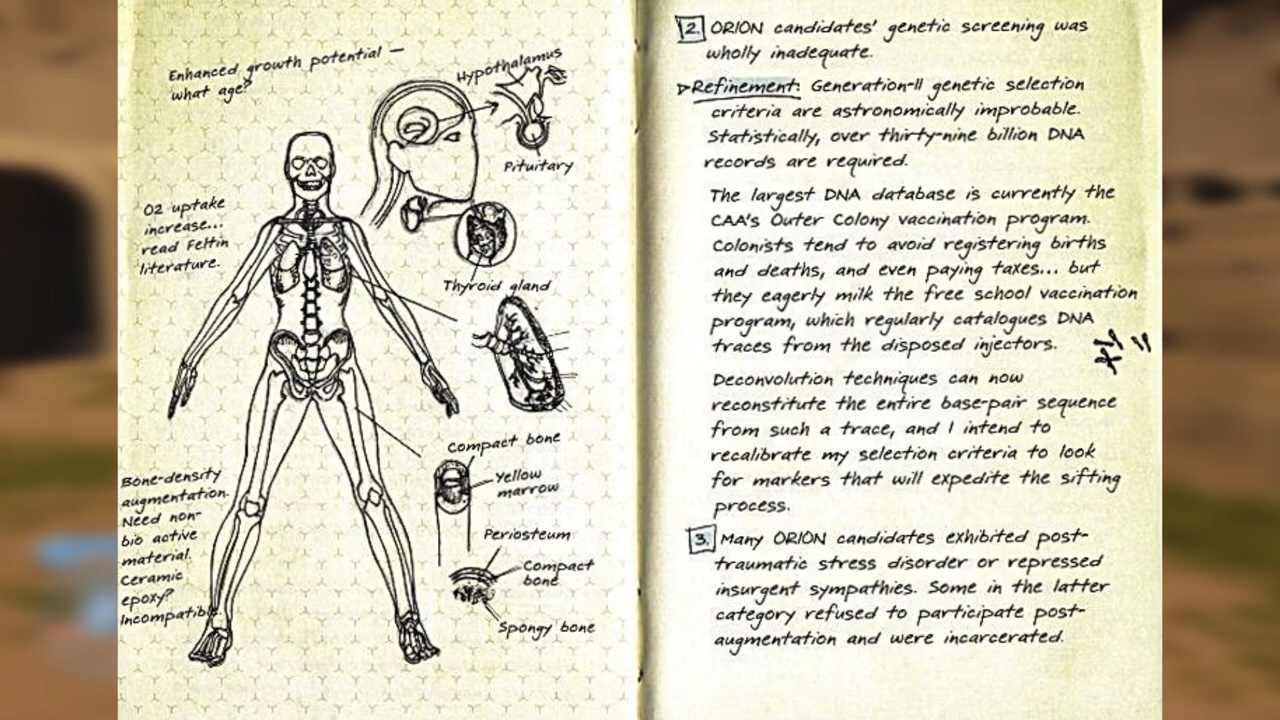 Enhanced growth potential —
what age?
Hypothalamus
Pituitary
O2 uptake
increase...
read Feltin
literature.
Thyroid gland
Compact bone
Yellow
marrow
Bone-density
augmentation.
Need non-
bio active
material.
Ceramic
epoxy?
Incompatible
Periosteum
Compact
bone
Spongy bone
2. ORION candidates' genetic screening was
wholly inadequate.
Refinement: Generation-II genetic selection
criteria are astronomically improbable.
Statistically, over thirty-nine billion DNA
records are required.
The largest DNA database is currently the
CAA's Outer Colony vaccination program.
Colonists tend to avoid registering births
and deaths, and even paying taxes... but
they eagerly milk the free school vaccination
program, which regularly catalogues DNA
traces from the disposed injectors.
Deconvolution techniques can now
reconstitute the entire base-pair sequence
from such a trace, and I intend to
recalibrate my selection criteria to look
for markers that will expedite the sifting
process.
3. Many ORION candidates exhibited post-
traumatic stress disorder or repressed
insurgent sympathies. Some in the latter
category refused to participate post-
augmentation and were incarcerated.